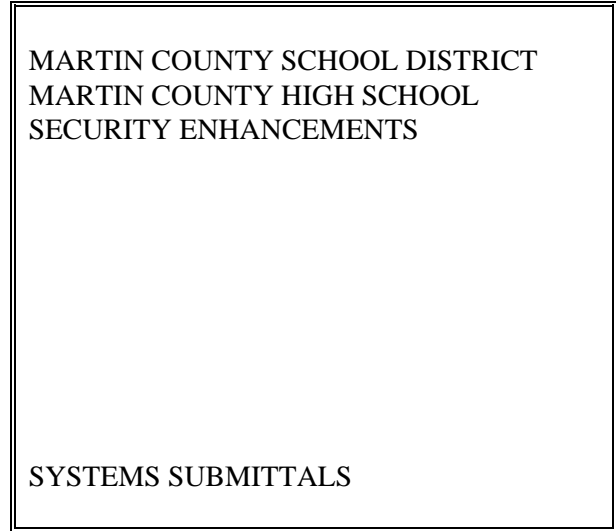 MARTIN COUNTY SCHOOL DISTRICT
MARTIN COUNTY HIGH SCHOOL
SECURITY ENHANCEMENTS
SYSTEMS SUBMITTALS